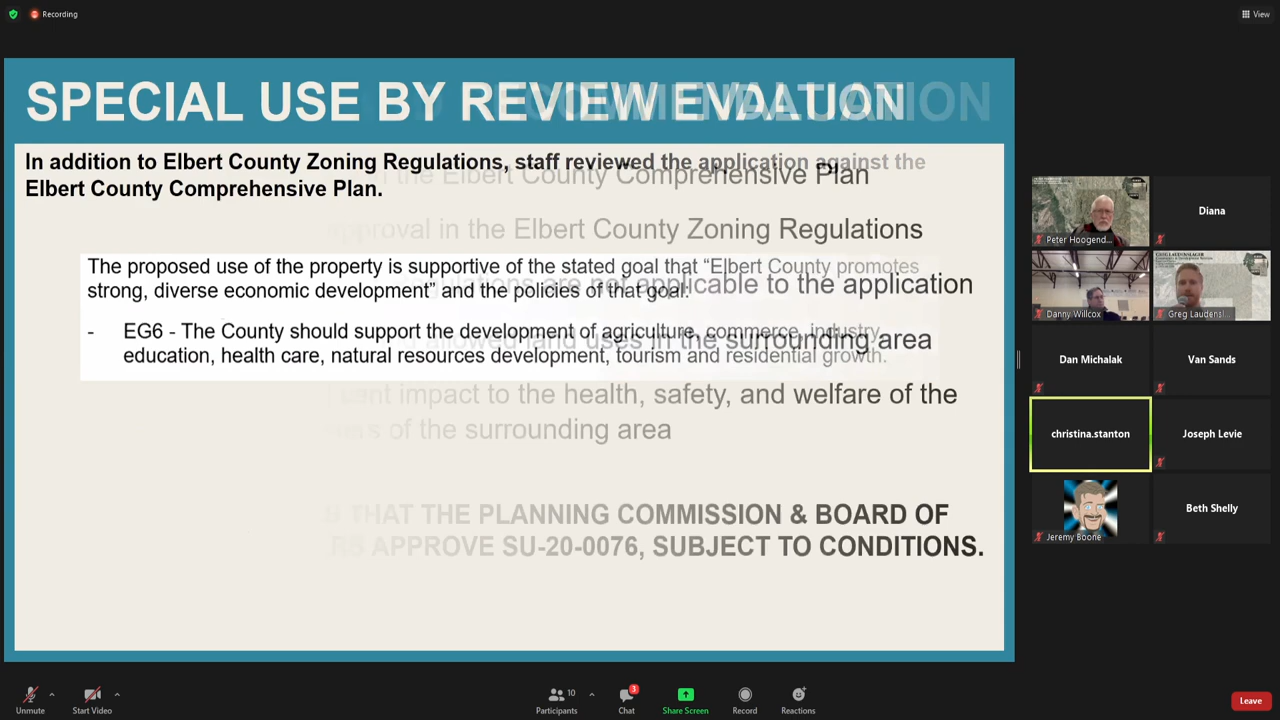 Recording
View
SPECIAL USE BY REVIEW EVALUATION
In addition to Elbert County Zoning Regulations, staff reviewed the application against the
Elbert County Comprehensive Plan.
the Elbert County Comprehensive Plan
approval in the Elbert County Zoning Regulations
The proposed use of the property is supportive of the stated goal that “Elbert County promotes
strong, diverse economic development” and the policies of that goal:
are not applicable to the application
- EG6 - The County should support the development of agriculture, commerce, industry,
education, health care, natural resources development, tourism and residential growth.
allowed land uses in the surrounding area
impact to the health, safety, and welfare of the
of the surrounding area
THAT THE PLANNING COMMISSION & BOARD OF
APPROVE SU-20-0076, SUBJECT TO CONDITIONS.
Peter Hoogend...
Diana
Danny Willcox
Greg Laudensl...
Dan Michalak
Van Sands
christina.stanton
Joseph Levie
Jeremy Boone
Beth Shelly
Unmute
Start Video
10
Participants
3
Chat
Share Screen
Record
Reactions
Leave